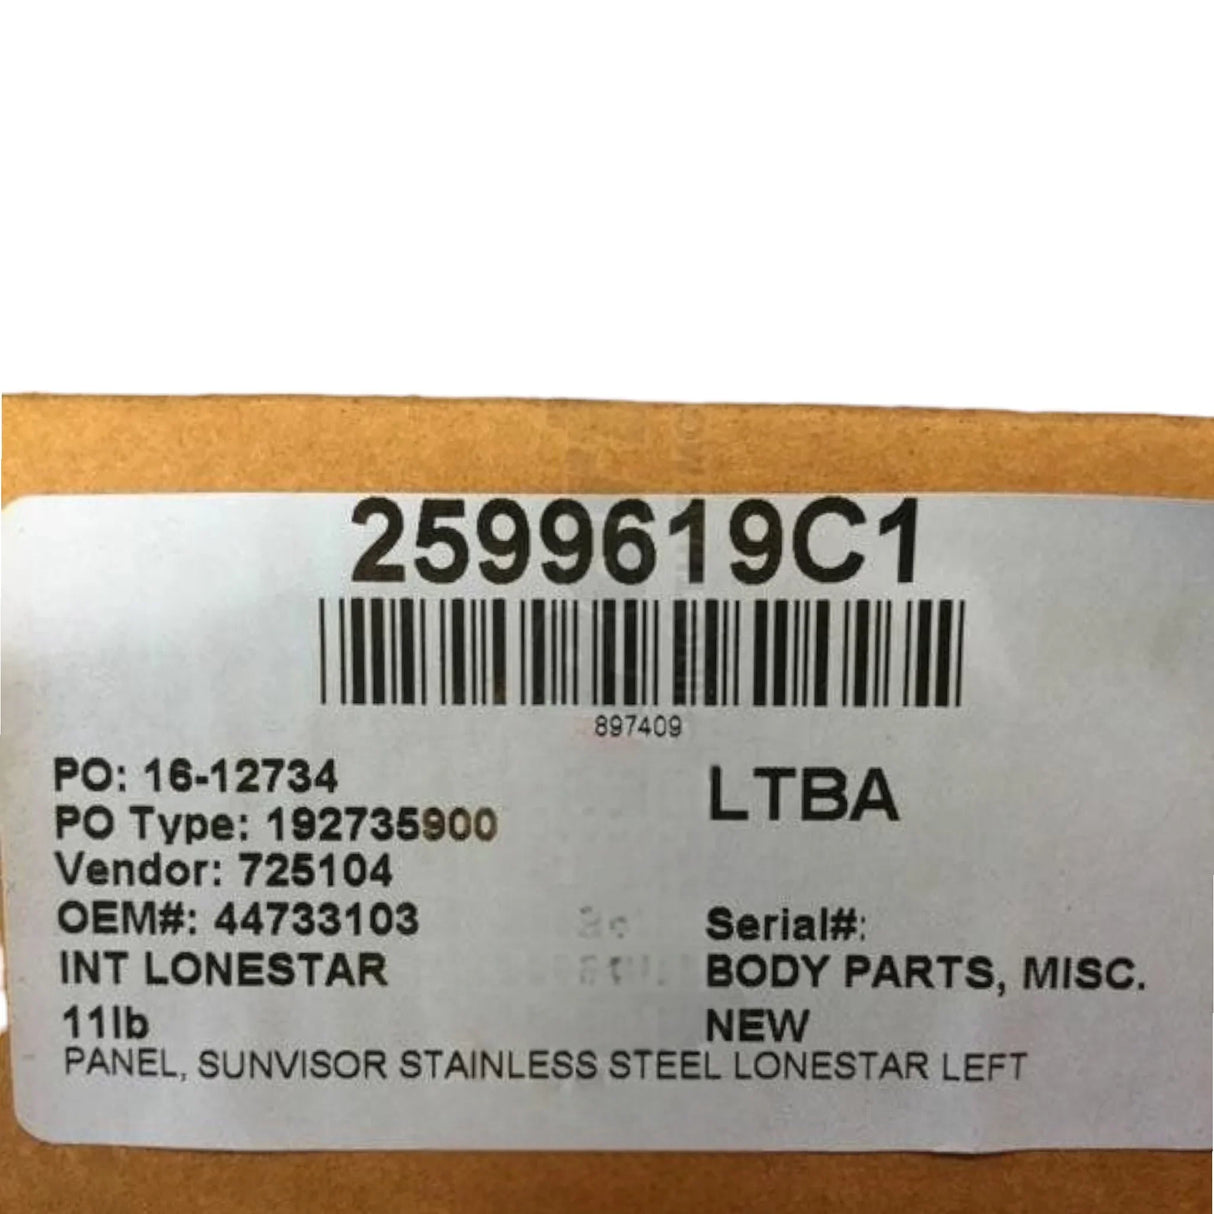 2599619C1
897409
PO: 16-12734
LTBA
PO Type: 192735900
Vendor: 725104
OEM#: 44733103
Serial#:
INT LONESTAR
BODY PARTS, MISC.
11lb
NEW
PANEL, SUNVISOR STAINLESS STEEL LONESTAR LEFT